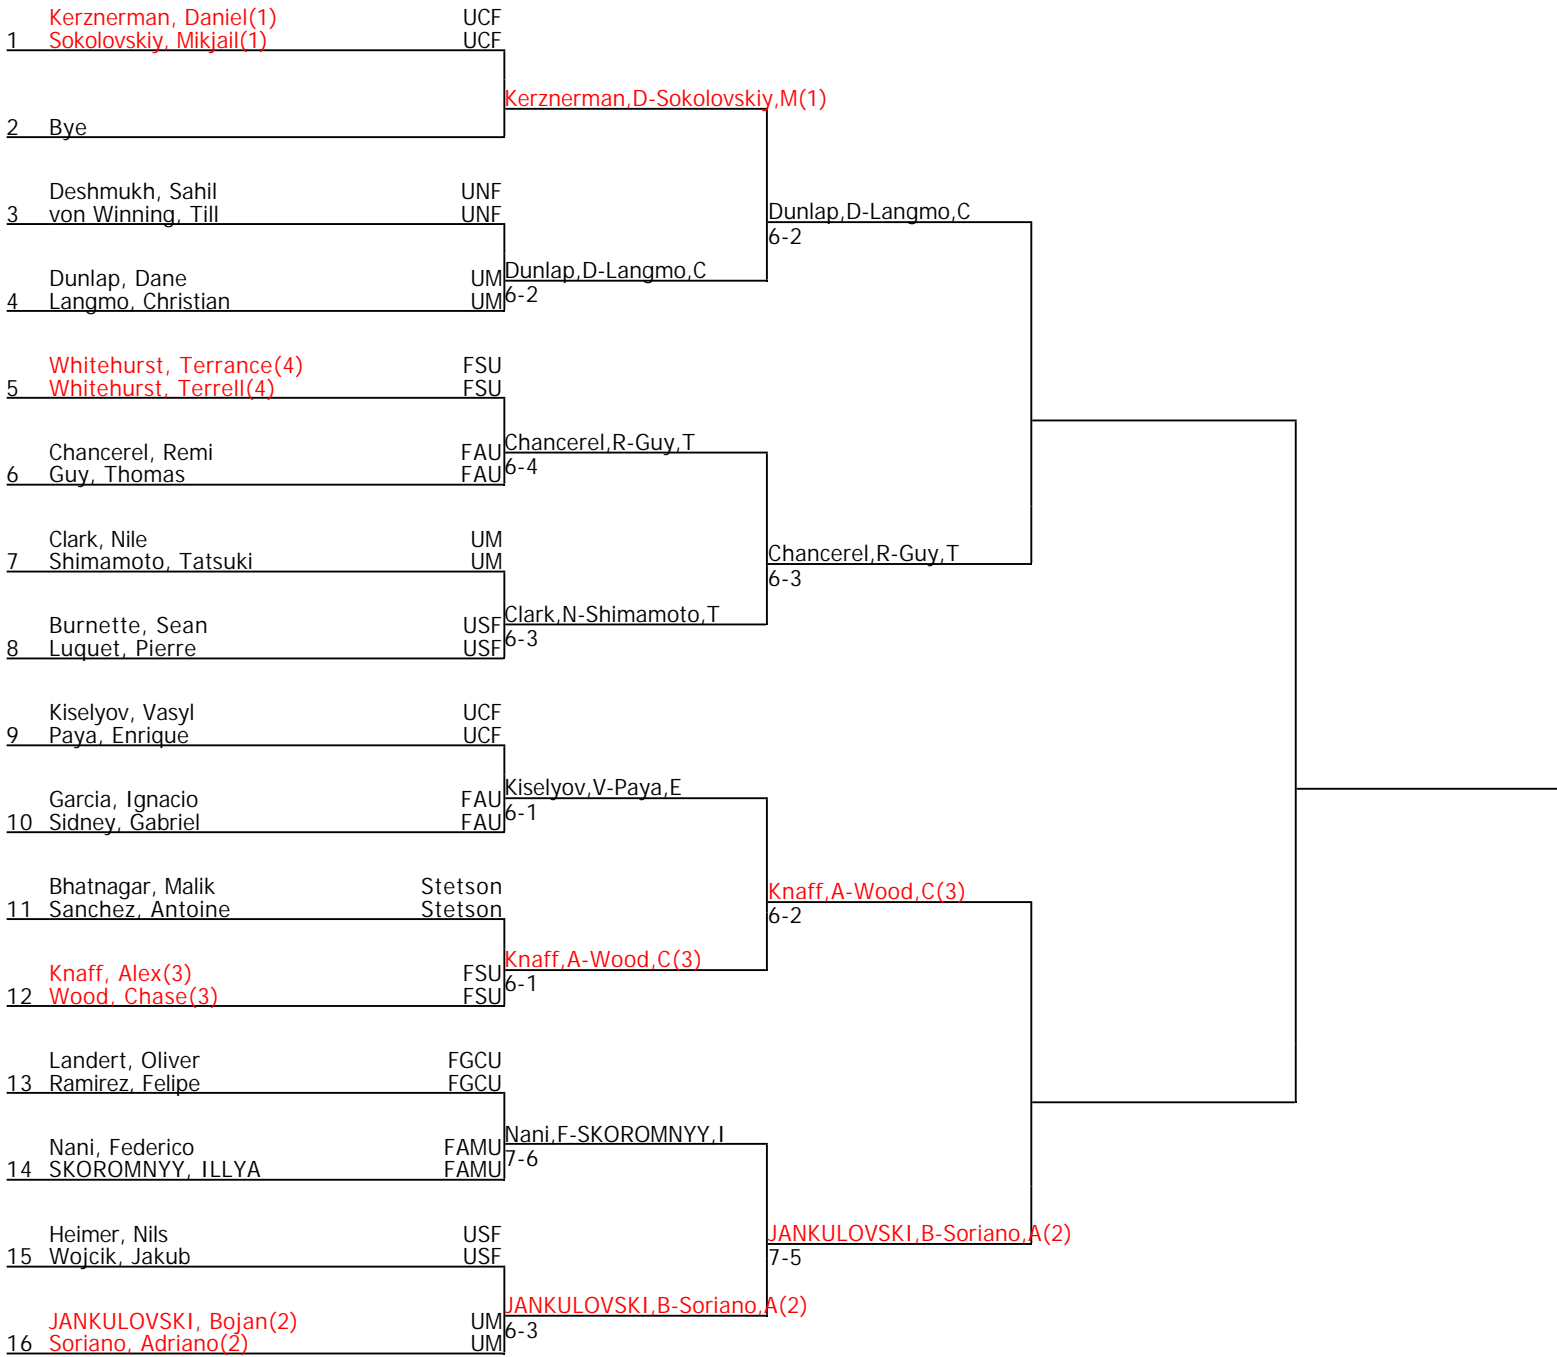 Kerznerman, Daniel(1) UCF
1 Sokolovskiy, Mikjail(1) UCF
Kerznerman,D-Sokolovskiy,M(1)
2 Bye
Deshmukh, Sahil UNF
3 von Winning, Till UNF
Dunlap,D-Langmo,C
6-2
Dunlap, Dane UM
Dunlap,D-Langmo,C
4 Langmo, Christian UM
6-2
Whitehurst, Terrance(4) FSU
5 Whitehurst, Terrell(4) FSU
Chancerel, Remi FAU
Chancerel,R-Guy,T
6 Guy, Thomas FAU
6-4
Clark, Nile UM
7 Shimamoto, Tatsuki UM
Chancerel,R-Guy,T
6-3
Burnette, Sean USF
Clark,N-Shimamoto,T
8 Luquet, Pierre USF
6-3
Kiselyov, Vasyl UCF
9 Paya, Enrique UCF
Kiselyov,V-Paya,E
Garcia, Ignacio FAU
6-1
10 Sidney, Gabriel FAU
Bhatnagar, Malik Stetson
Knaff,A-Wood,C(3)
11 Sanchez, Antoine Stetson
6-2
Knaff,A-Wood,C(3)
Knaff, Alex(3) FSU
6-1
12 Wood, Chase(3) FSU
Landert, Oliver FGCU
13 Ramirez, Felipe FGCU
Nani,F-SKOROMNYY,I
Nani, Federico FAMU
7-6
14 SKOROMNYY, ILLYA FAMU
Heimer, Nils USF
JANKULOVSKI,B-Soriano,A(2)
15 Wojcik, Jakub USF
7-5
JANKULOVSKI,B-Soriano,A(2)
JANKULOVSKI, Bojan(2) UM
6-3
16 Soriano, Adriano(2) UM